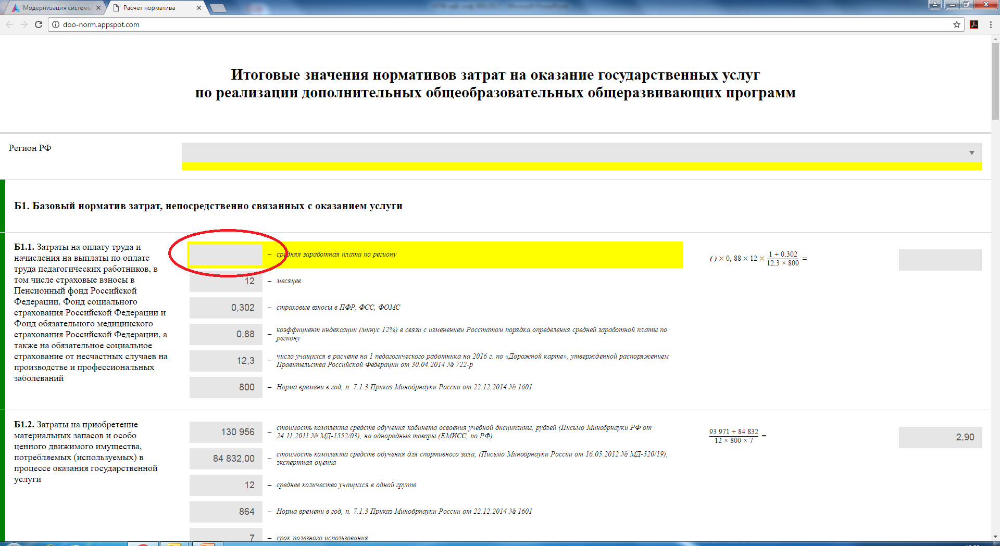 Модернизация системы
Расчет норматива
doo-norm.appspot.com
Итоговые значения нормативов затрат на оказание государственных услуг
по реализации дополнительных общеобразовательных общеразвивающих программ
Регион РФ
Б1. Базовый норматив затрат, непосредственно связанных с оказанием услуги
Б1.1. Затраты на оплату труда и
начисления на выплаты по оплате
труда педагогических работников, в
том числе страховые взносы в
Пенсионный фонд Российской
Федерации, Фонд социального
страхования Российской Федерации и
Фонд обязательного медицинского
страхования Российской Федерации, а
также на обязательное социальное
страхование от несчастных случаев на
производстве и профессиональных
заболеваний
– средняя заработная плата по региону
12 – месяцев
0,302 – страховые взносы в ПФР, ФСС, ФОМС
0,88 – коэффициент индексации (минус 12%) в связи с изменением Росстатом порядка определения средней заработной платы по
региону
12,3 – число учащихся в расчете на 1 педагогического работника на 2016 г. по «Дорожной карте», утвержденной распоряжением
Правительства Российской Федерации от 30.04.2014 № 722-р
800 – Норма времени в год, п. 7.1.3 Приказ Минобрнауки России от 22.12.2014 № 1601
1 + 0,302
( ) × 0, 88 × 12 × =
12,3 × 800
Б1.2. Затраты на приобретение
материальных запасов и особо
ценного движимого имущества,
потребляемых (используемых) в
процессе оказания государственной
услуги
130 956 – стоимость комплекта средств обучения кабинета освоения учебной дисциплины, рублей (Письмо Минобрнауки РФ от
24.11.2011 № МД-1552/03), на однородные товары (ЕМИСС, по РФ)
84 832,00 – стоимость комплекта средств обучения для спортивного зала, (Письмо Минобрнауки России от 16.05.2012 № МД-520/19),
экспертная оценка
12 – среднее количество учащихся в одной группе
864 – Норма времени в год, п. 7.1.3 Приказ Минобрнауки России от 22.12.2014 № 1601
7 – срок полезного использования
93 971 + 84 832
=
12 × 800 × 7
2,90